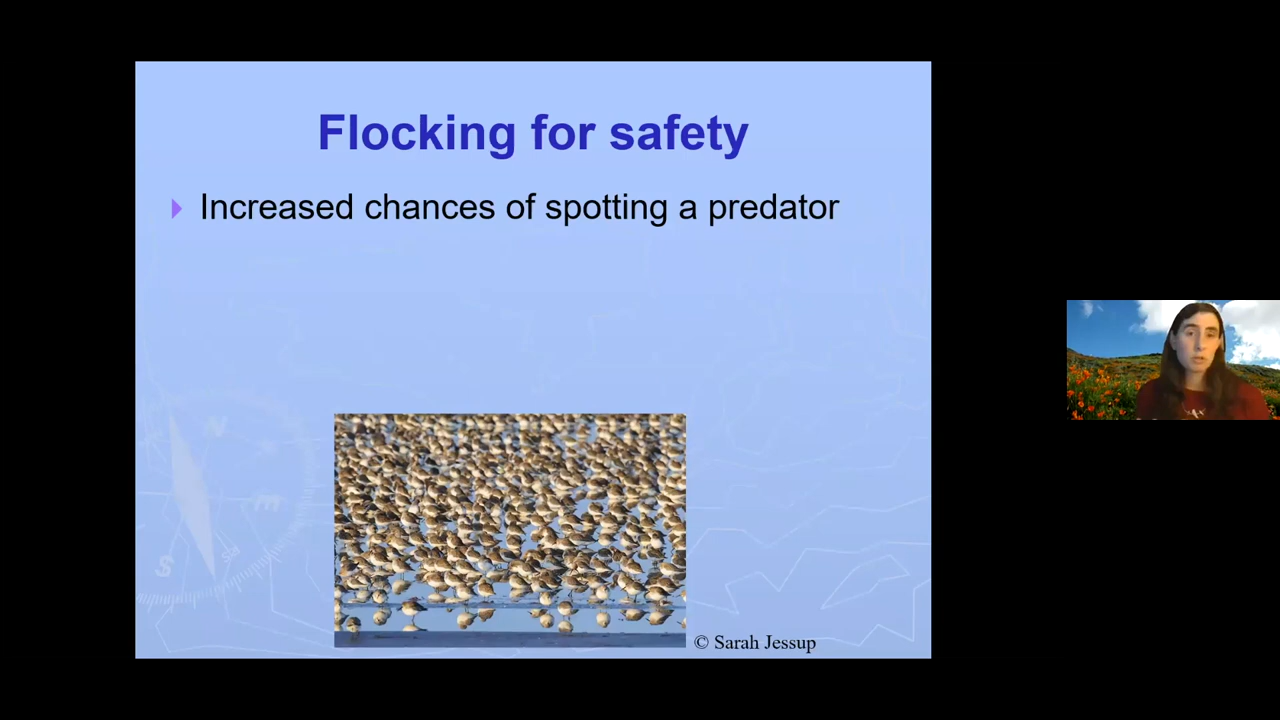 Flocking for safety
Increased chances of spotting a predator
© Sarah Jessup